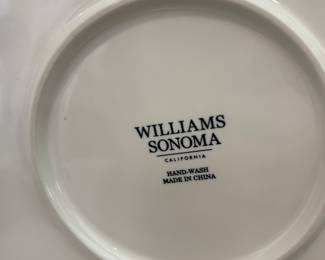 WILLIAMS
SONOMA
CALIFORNIA
HAND-WASH
MADE IN CHINA